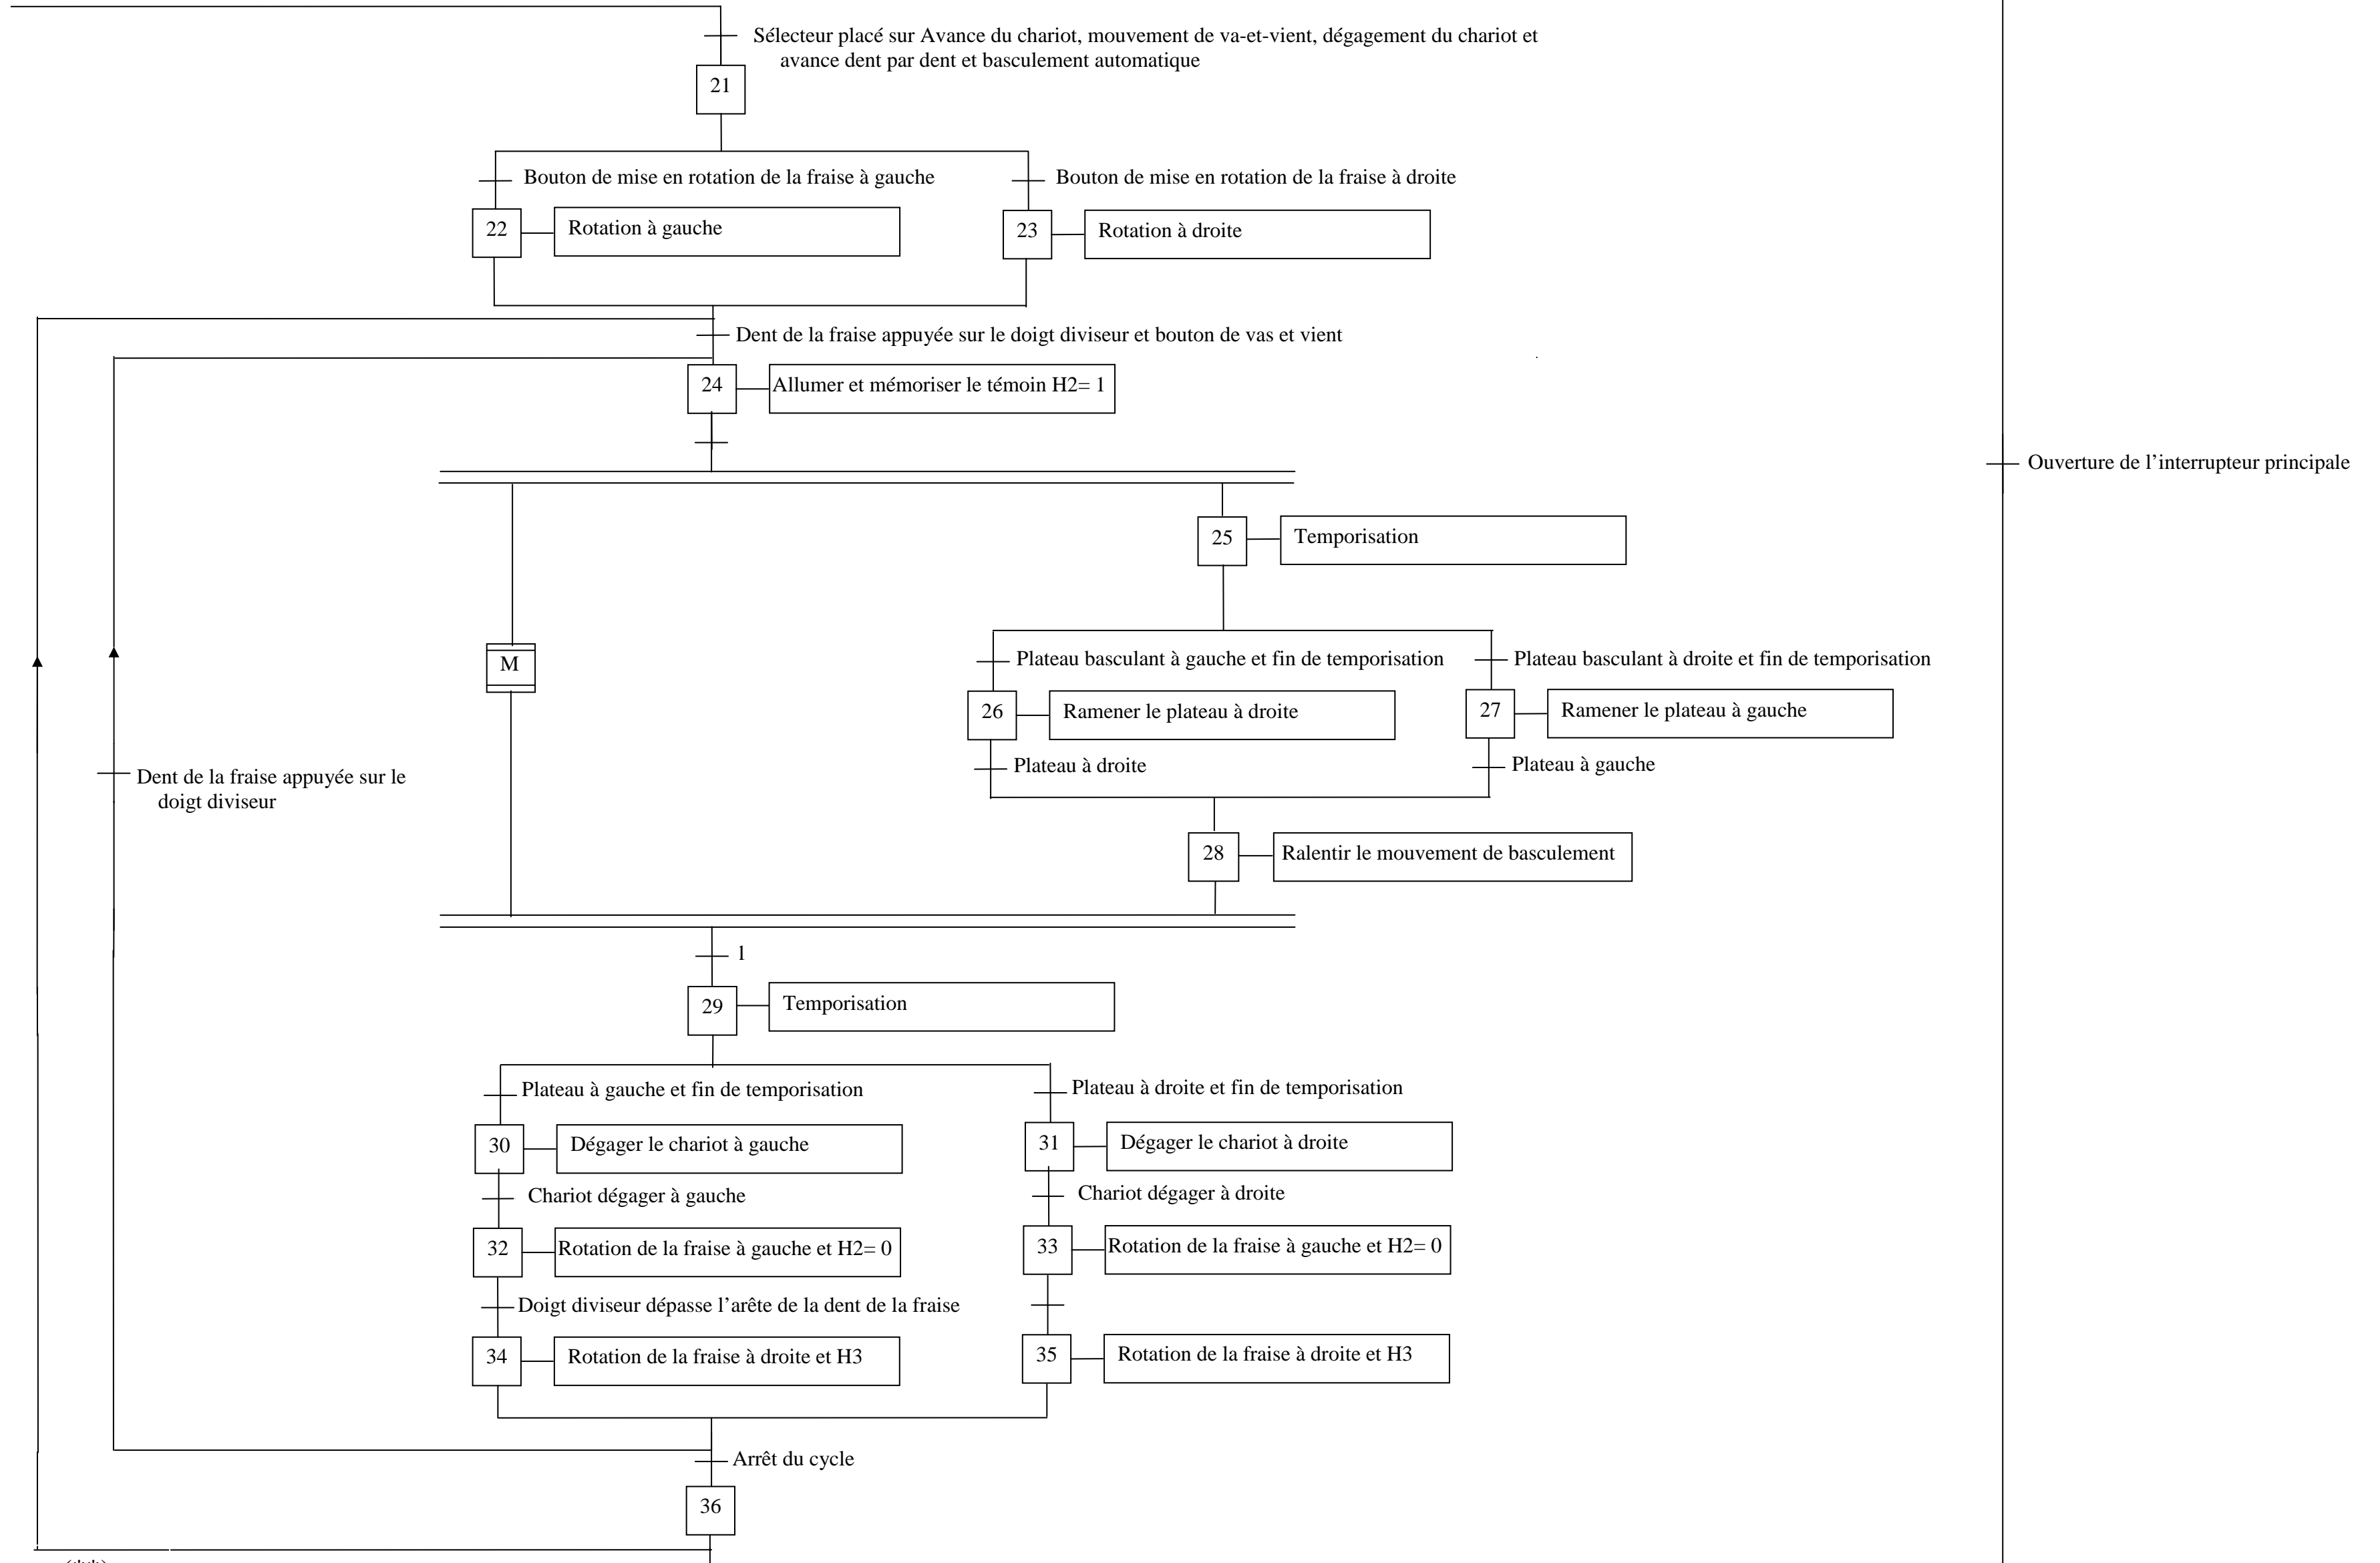 Sélecteur placé sur Avance du chariot, mouvement de va-et-vient, dégagement du chariot et
avance dent par dent et basculement automatique
21
Bouton de mise en rotation de la fraise à gauche
Bouton de mise en rotation de la fraise à droite
22
Rotation à gauche
23
Rotation à droite
Dent de la fraise appuyée sur le doigt diviseur et bouton de vas et vient
24
Allumer et mémoriser le témoin H2= 1
Ouverture de l’interrupteur principale
25
Temporisation
M
Plateau basculant à gauche et fin de temporisation
Plateau basculant à droite et fin de temporisation
26
Ramener le plateau à droite
27
Ramener le plateau à gauche
Plateau à droite
Plateau à gauche
Dent de la fraise appuyée sur le
doigt diviseur
28
Ralentir le mouvement de basculement
1
29
Temporisation
Plateau à gauche et fin de temporisation
Plateau à droite et fin de temporisation
30
Dégager le chariot à gauche
31
Dégager le chariot à droite
Chariot dégager à gauche
Chariot dégager à droite
32
Rotation de la fraise à gauche et H2= 0
33
Rotation de la fraise à gauche et H2= 0
Doigt diviseur dépasse l’arête de la dent de la fraise
34
Rotation de la fraise à droite et H3
35
Rotation de la fraise à droite et H3
Arrêt du cycle
36